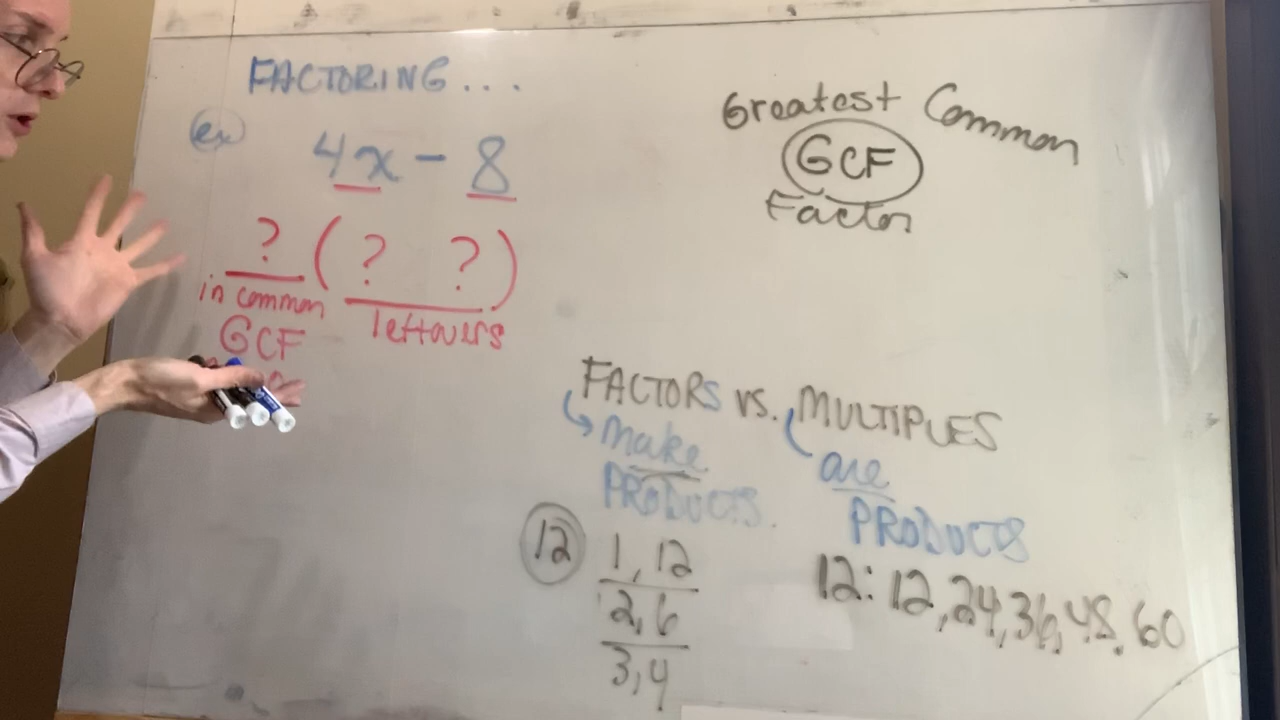 FACTORING...
ex
4x - 8
? ( ? ? )
in common
leftovers
GCF
Greatest Common
GCF
Factor
FACTORS vs. MULTIPLES
make
PRODUCTS.
are
PRODUCTS
12
1, 12
2, 6
3, 4
12: 12, 24, 36, 48, 60